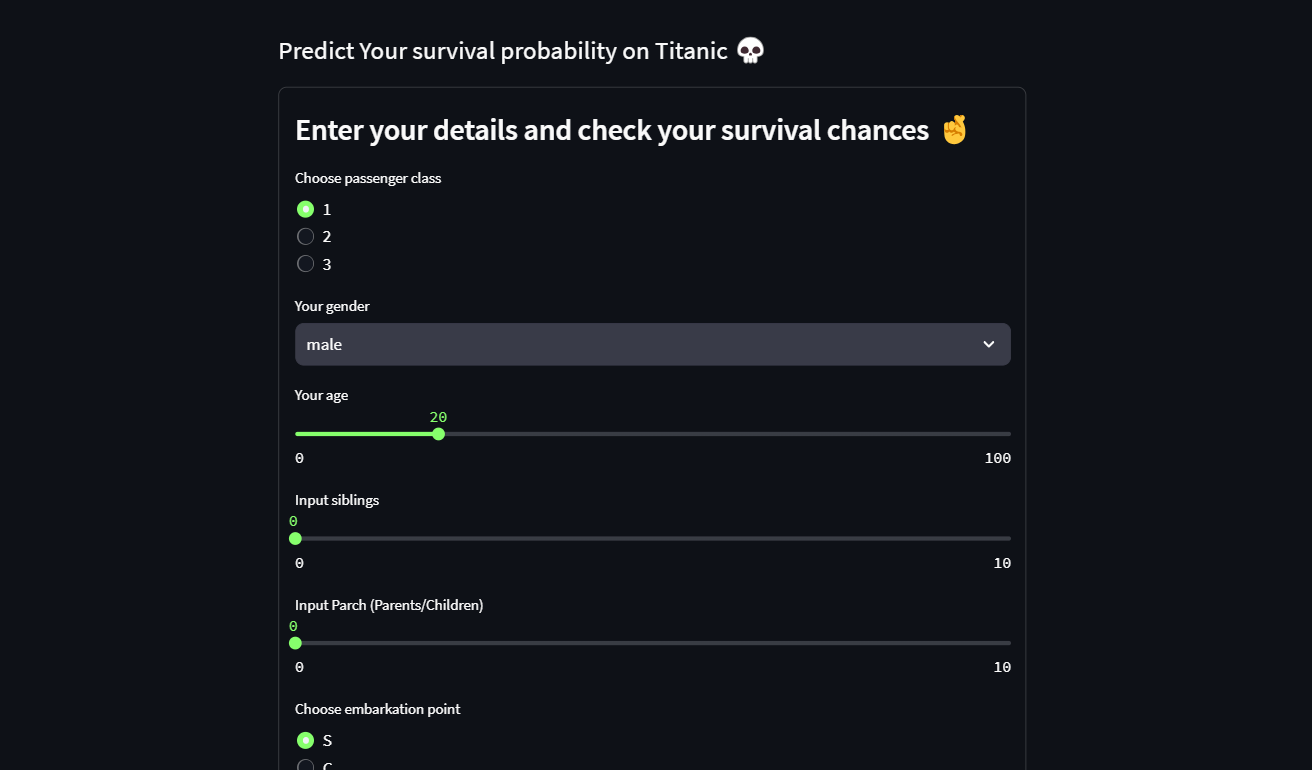 Predict Your survival probability on Titanic 💀
Enter your details and check your survival chances 🤞
Choose passenger class
1
2
3
Your gender
male
Your age
20
0 100
Input siblings
0
0 10
Input Parch (Parents/Children)
0
0 10
Choose embarkation point
S
C